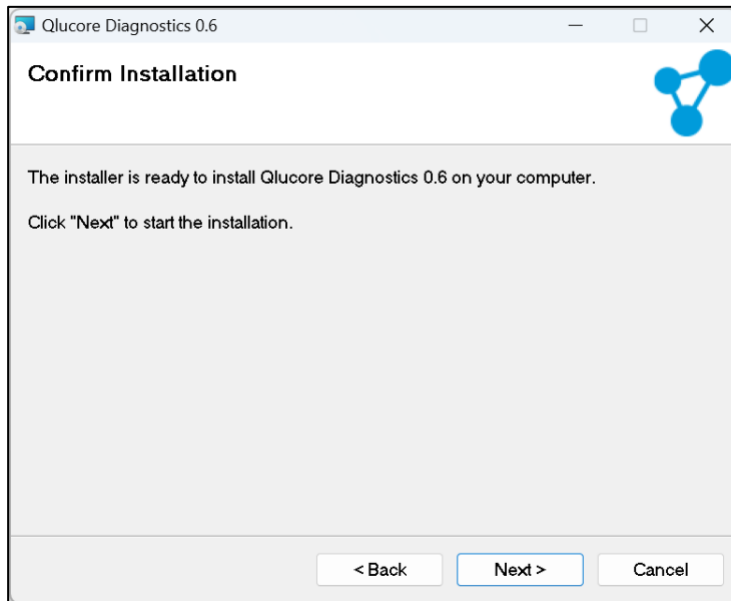 Qlucore Diagnostics 0.6
Confirm Installation
The installer is ready to install Qlucore Diagnostics 0.6 on your computer.
Click "Next" to start the installation.
< Back Next > Cancel